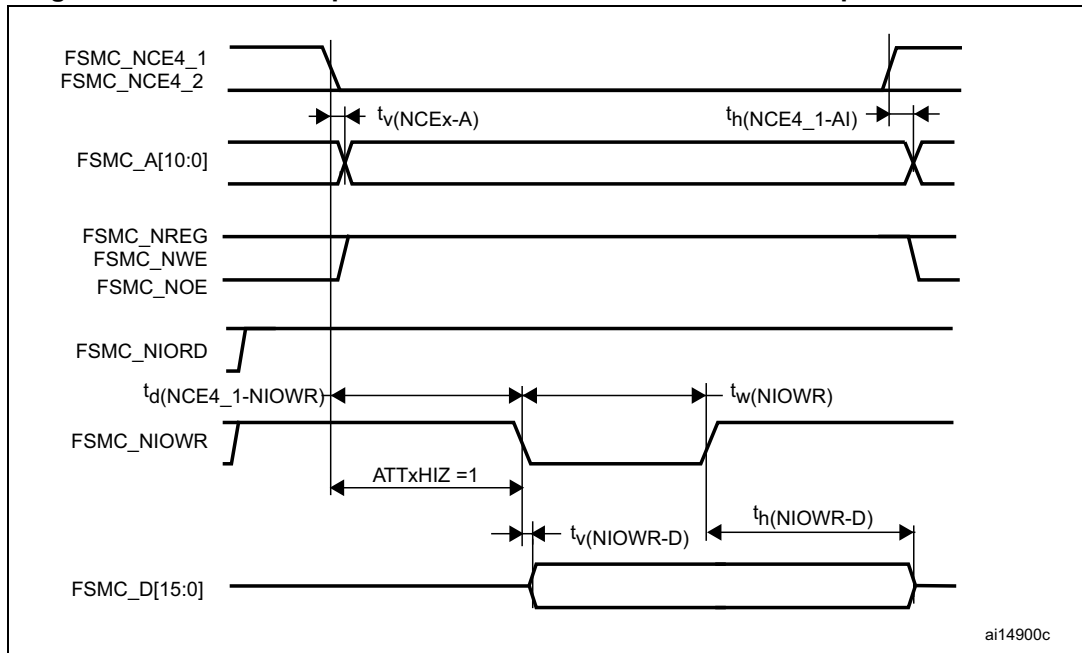 FSMC_NCE4_1
FSMC_NCE4_2
tv(NCEx-A)
th(NCE4_1-AI)
FSMC_A[10:0]
FSMC_NREG
FSMC_NWE
FSMC_NOE
FSMC_NIORD
td(NCE4_1-NIOWR)
tw(NIOWR)
FSMC_NIOWR
ATTxHIZ =1
th(NIOWR-D)
tv(NIOWR-D)
FSMC_D[15:0]
ai14900c